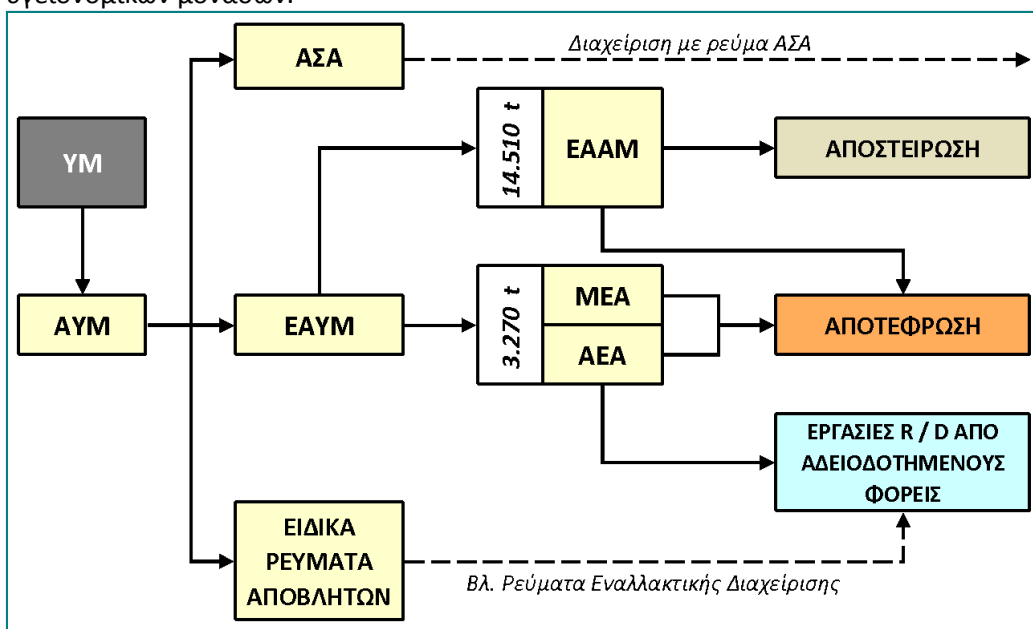 ΑΣΑ
Διαχείριση με ρεύμα ΑΣΑ
ΥΜ
14.510 t
ΕΑΑΜ
ΑΠΟΣΤΕΙΡΩΣΗ
ΑΥΜ
ΕΑΥΜ
3.270 t
ΜΕΑ
ΑΕΑ
ΑΠΟΤΕΦΡΩΣΗ
ΕΡΓΑΣΙΕΣ R / D ΑΠΟ
ΑΔΕΙΟΔΟΤΗΜΕΝΟΥΣ
ΦΟΡΕΙΣ
ΕΙΔΙΚΑ
ΡΕΥΜΑΤΑ
ΑΠΟΒΛΗΤΩΝ
Βλ. Ρεύματα Εναλλακτικής Διαχείρισης